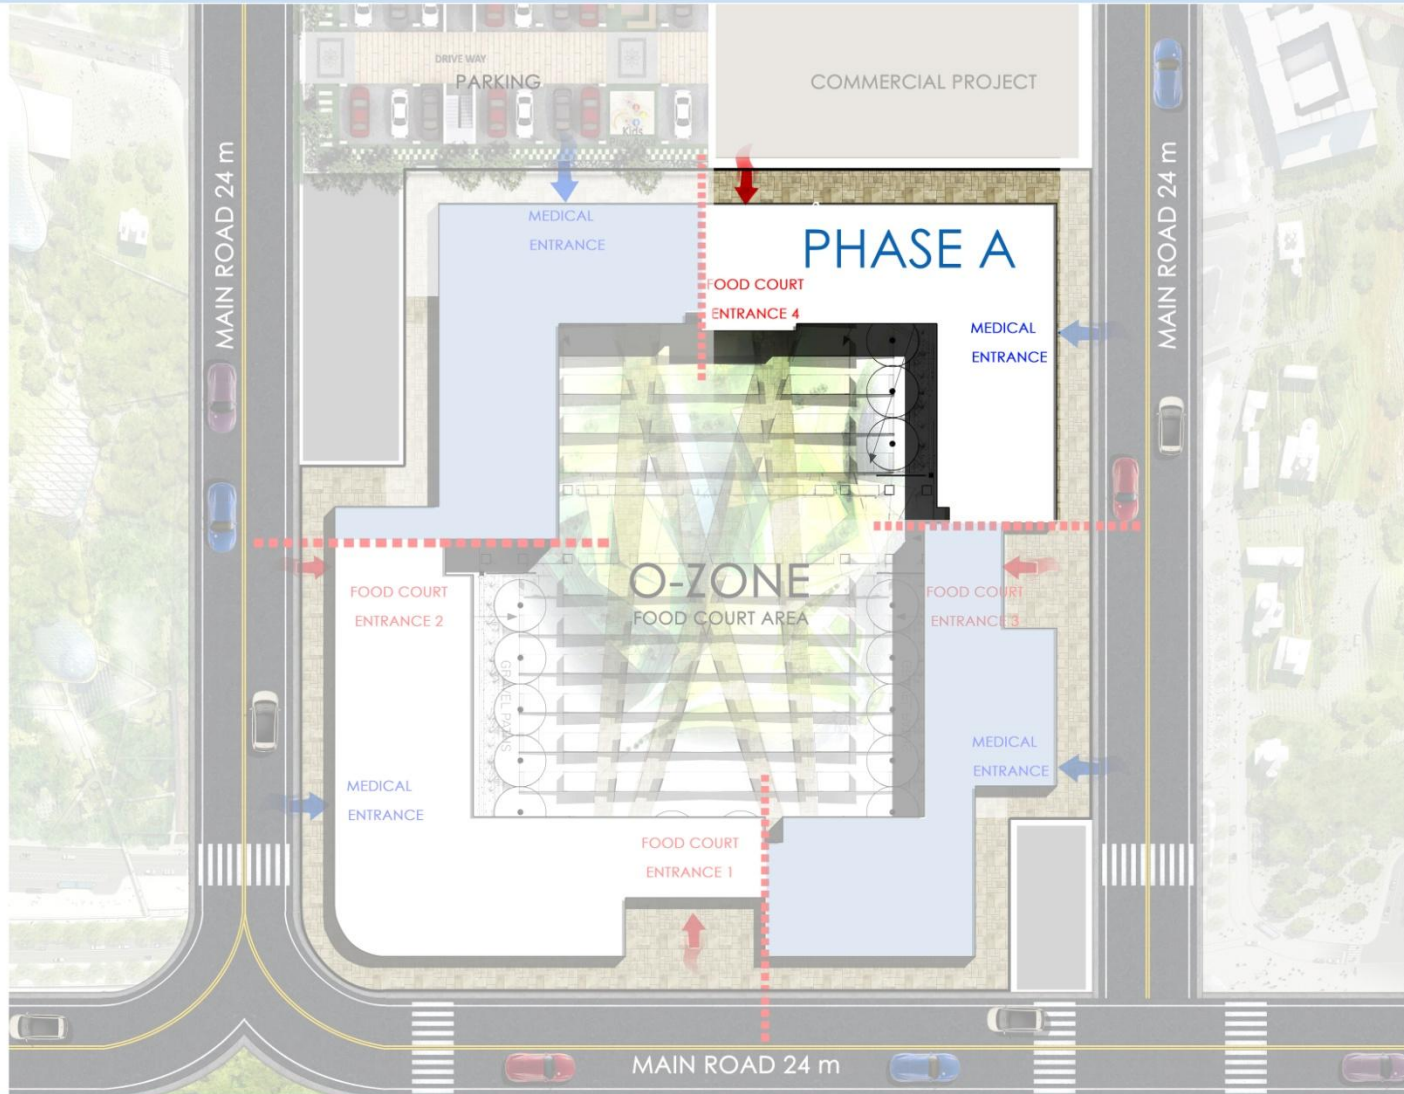 DRIVE WAY
PARKING
COMMERCIAL PROJECT
Kids
MAIN ROAD 24 m
MAIN ROAD 24 m
MEDICAL
ENTRANCE
PHASE A
FOOD COURT
ENTRANCE 4
MEDICAL
ENTRANCE
O-ZONE
FOOD COURT AREA
FOOD COURT
ENTRANCE 2
FOOD COURT
ENTRANCE 3
MEDICAL
ENTRANCE
MEDICAL
ENTRANCE
FOOD COURT
ENTRANCE 1
MAIN ROAD 24 m